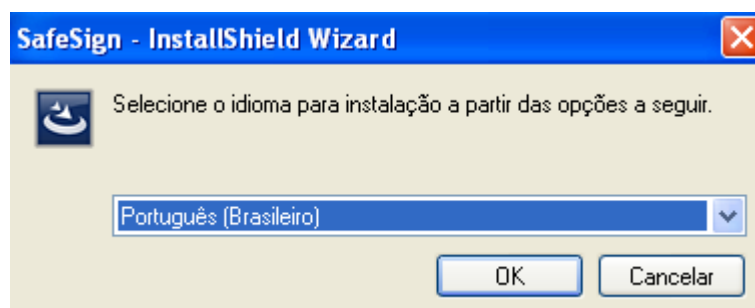 SafeSign - InstallShield Wizard
Selecione o idioma para instalação a partir das opções a seguir.
Português (Brasileiro)
OK Cancelar